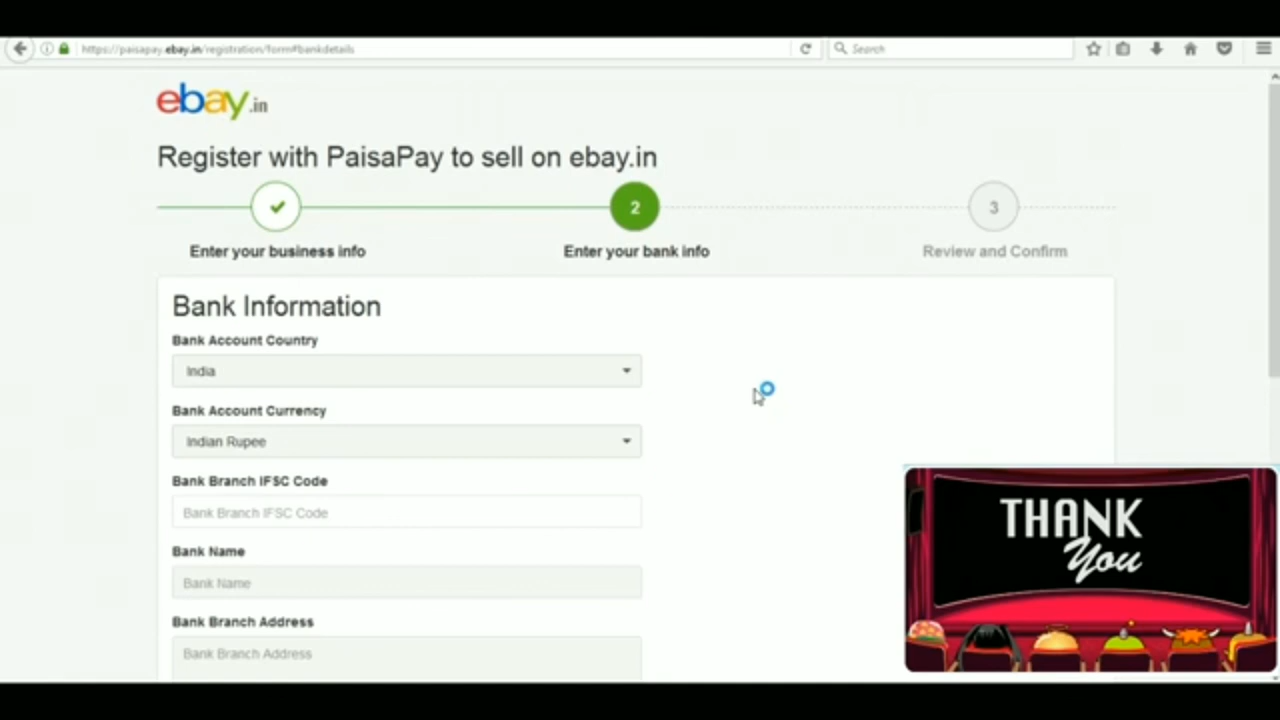 https://paisapay.ebay.in/registration/form#bankdetails
Search
ebay.in
Register with PaisaPay to sell on ebay.in
2
3
Enter your business info
Enter your bank info
Review and Confirm
Bank Information
Bank Account Country
India
Bank Account Currency
Indian Rupee
Bank Branch IFSC Code
Bank Branch IFSC Code
Bank Name
Bank Name
Bank Branch Address
Bank Branch Address
THANK
You